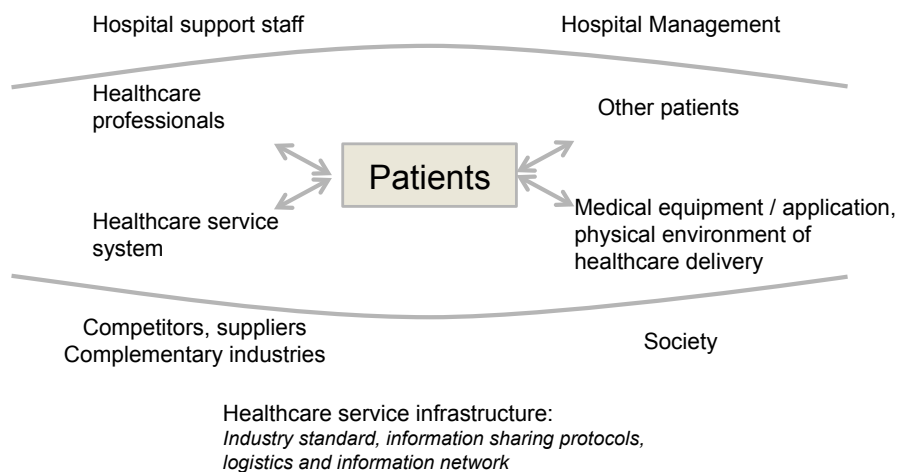 Hospital support staff
Hospital Management
Healthcare
professionals
Other patients
Patients
Healthcare service
system
Medical equipment / application,
physical environment of
healthcare delivery
Competitors, suppliers
Complementary industries
Society
Healthcare service infrastructure:
Industry standard, information sharing protocols,
logistics and information network